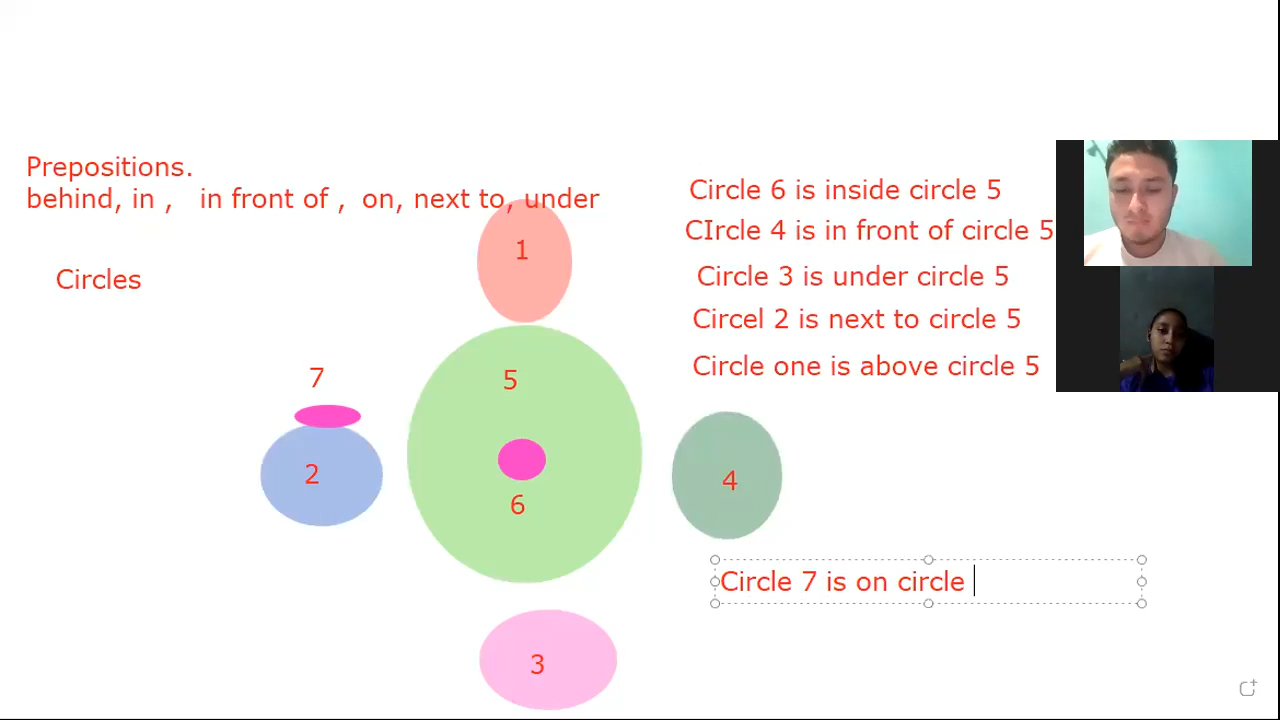 Prepositions.
behind, in ,   in front of ,  on, next to, under
Circles
1
7
5
2
6
4
3
Circle 6 is inside circle 5
CIrcle 4 is in front of circle 5
Circle 3 is under circle 5
Circel 2 is next to circle 5
Circle one is above circle 5
Circle 7 is on circle